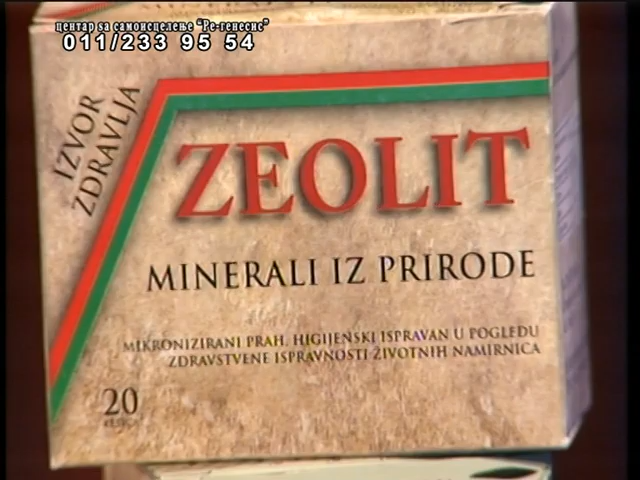 центар за самоисцелење "Ре-генесис"
011/233 95 54
IZVOR
ZDRAVLJA
ZEOLIT
MINERALI IZ PRIRODE
MIKRONIZIRANI PRAH. HIGIJENSKI ISPRAVAN U POGLEDU
ZDRAVSTVENE ISPRAVNOSTI ŽIVOTNIH NAMIRNICA
20